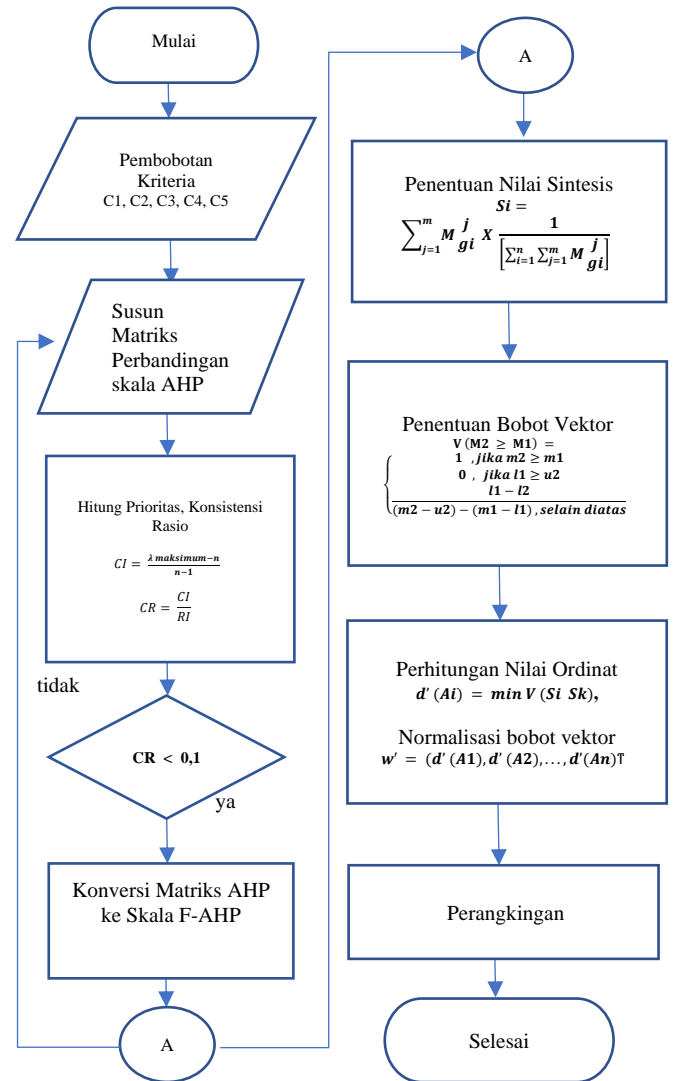 Mulai
Pembobotan
Kriteria
C1, C2, C3, C4, C5
Susun
Matriks
Perbandingan
skala AHP
Hitung Prioritas, Konsistensi
Rasio
CI = (λ maksimum−n)/(n−1)
CR = CI/RI
tidak
CR < 0,1
ya
Konversi Matriks AHP
ke Skala F-AHP
A
A
Penentuan Nilai Sintesis
Si =
∑_{j=1}^{m} M_{gi}^{j} X 1/[∑_{i=1}^{n} ∑_{j=1}^{m} M_{gi}^{j}]
Penentuan Bobot Vektor
V (M2 ≥ M1) =
1 , jika m2 ≥ m1
0 , jika l1 ≥ u2
l1 − l2
(m2 − u2) − (m1 − l1) , selain diatas
Perhitungan Nilai Ordinat
d' (Ai) = min V (Si Sk),
Normalisasi bobot vektor
w' = (d' (A1), d' (A2), ..., d' (An)ͳ
Perangkingan
Selesai